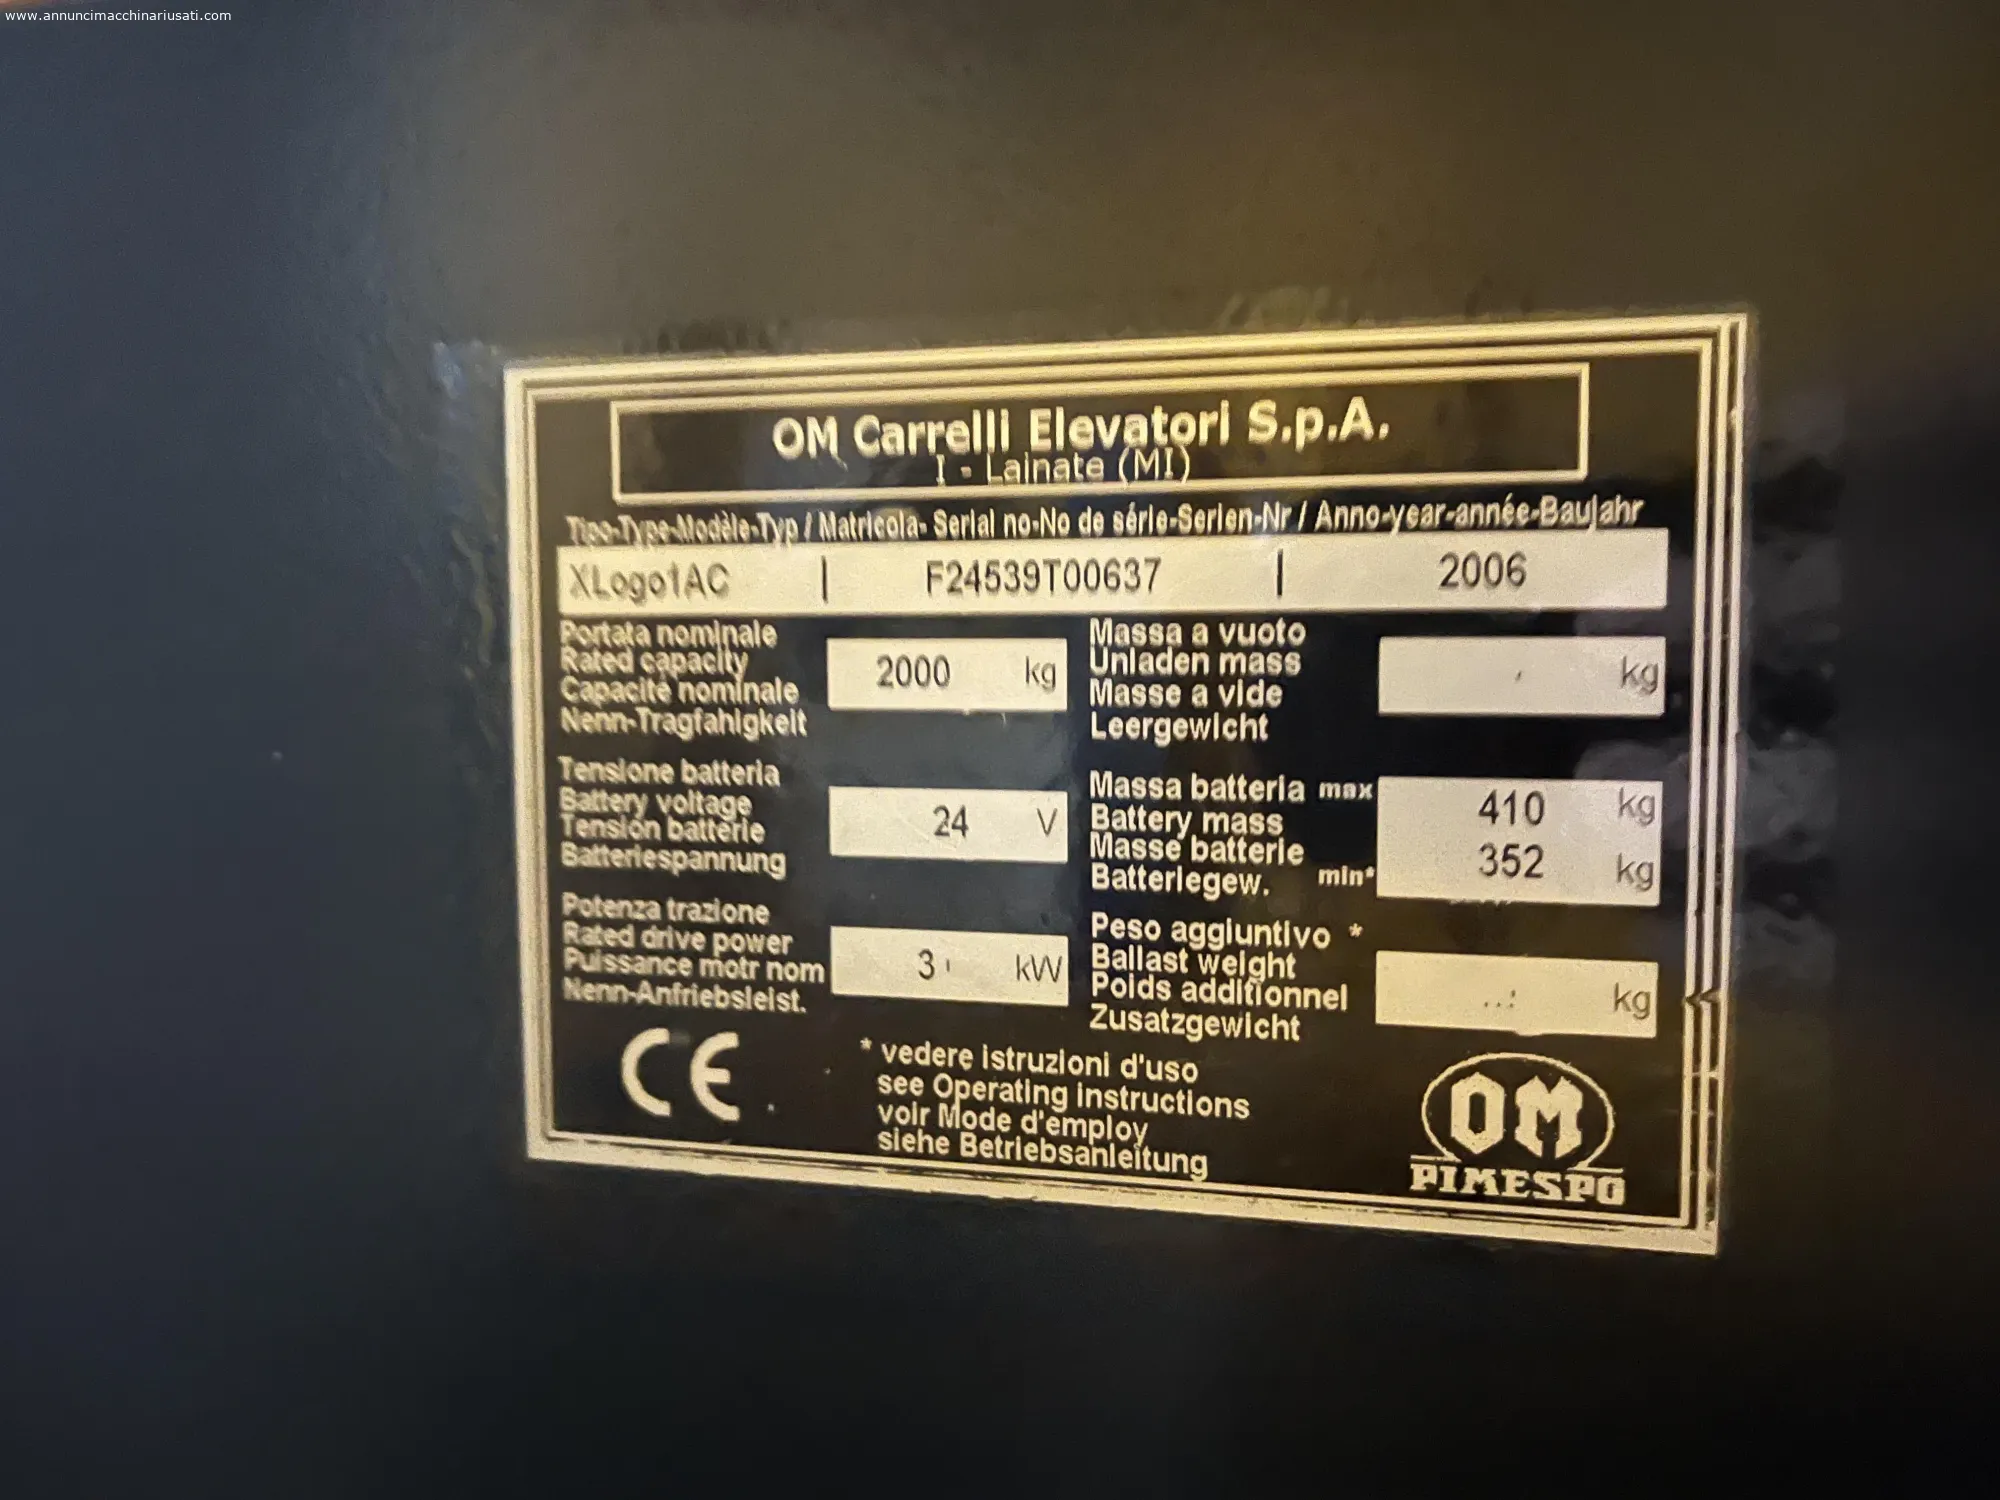 www.annuncimacchinariusati.com
OM Carrelli Elevatori S.p.A.
I - Lainate (MI)
Tipo-Type-Modèle-Typ / Matricola- Serial no-No de série-Serien-Nr / Anno-year-année-Baujahr
XLogo1AC | F24539T00637 | 2006
Portata nominale
Rated capacity
Capacité nominale
Nenn-Tragfahigkeit
2000 kg
Massa a vuoto
Unladen mass
Masse a vide
Leergewicht
kg
Tensione batteria
Battery voltage
Tension batterie
Batteriespannung
24 V
Massa batteria max
Battery mass
Masse batterie
Batteriegew. min*
410 kg
352 kg
Potenza trazione
Rated drive power
Puissance motr nom
Nenn-Anfriebsleist.
3 kW
Peso aggiuntivo *
Ballast weight
Poids additionnel
Zusatzgewicht
kg
CE
* vedere istruzioni d'uso
see Operating instructions
voir Mode d'employ
siehe Betriebsanleitung
OM
PIMESPO